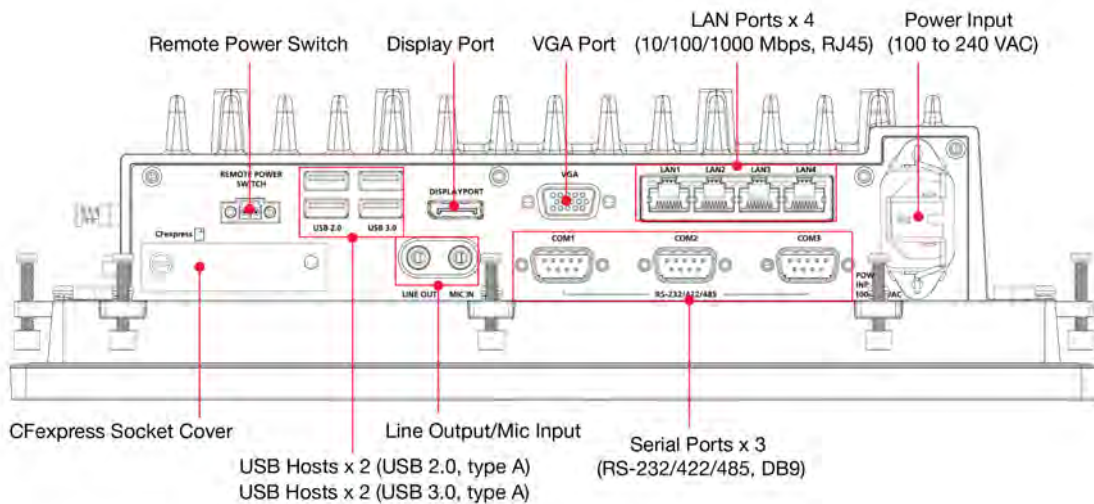 LAN Ports x 4
(10/100/1000 Mbps, RJ45)
Power Input
(100 to 240 VAC)
Remote Power Switch
Display Port
VGA Port
REMOTE POWER
SWITCH
DISPLAYPORT
VGA
LAN1
LAN2
LAN3
LAN4
USB 2.0
USB 3.0
CFexpress
COM1
COM2
COM3
LINE OUT
MIC IN
RS-232/422/485
CFexpress Socket Cover
Line Output/Mic Input
USB Hosts x 2 (USB 2.0, type A)
USB Hosts x 2 (USB 3.0, type A)
Serial Ports x 3
(RS-232/422/485, DB9)